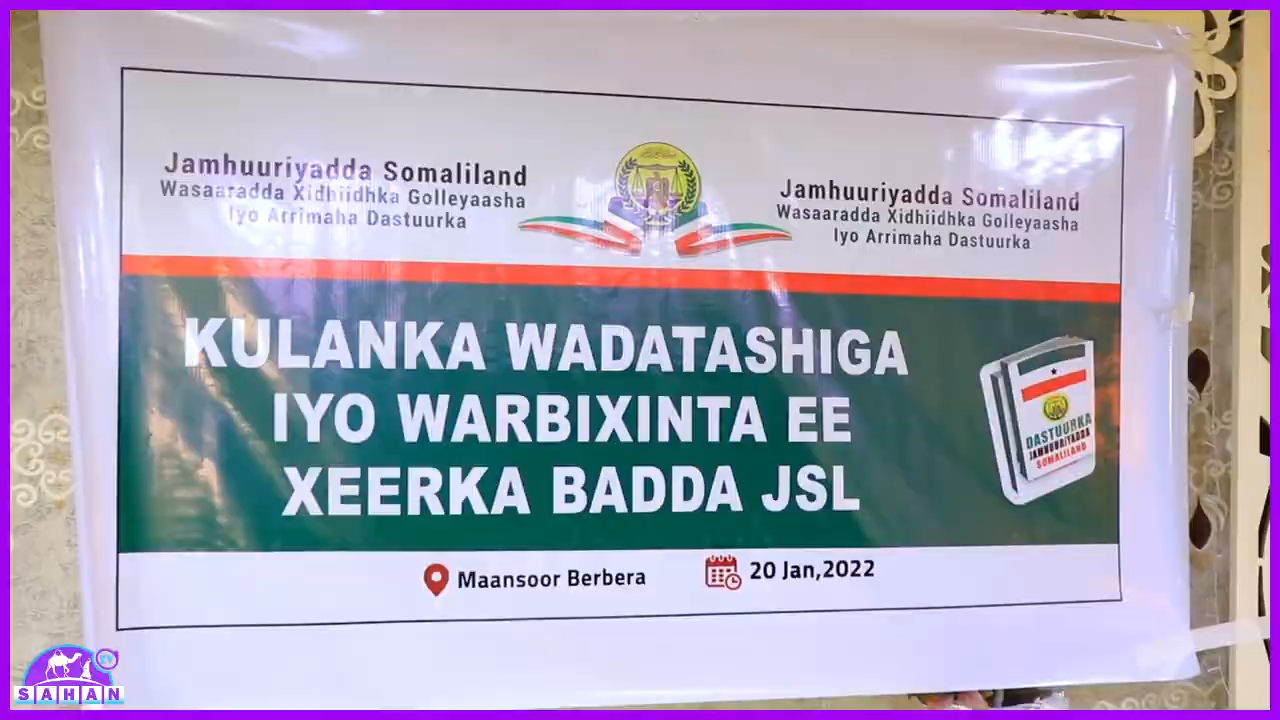 Jamhuuriyadda Somaliland
Wasaaradda Xidhiidhka Golleyaasha
Iyo Arrimaha Dastuurka
Jamhuuriyadda Somaliland
Wasaaradda Xidhiidhka Golleyaasha
Iyo Arrimaha Dastuurka
KULANKA WADATASHIGA
IYO WARBIXINTA EE
XEERKA BADDA JSL
DASTUURKA
JAMHUURIYADDA
SOMALILAND
Maansoor Berbera
20 Jan,2022
TV
SAHAN